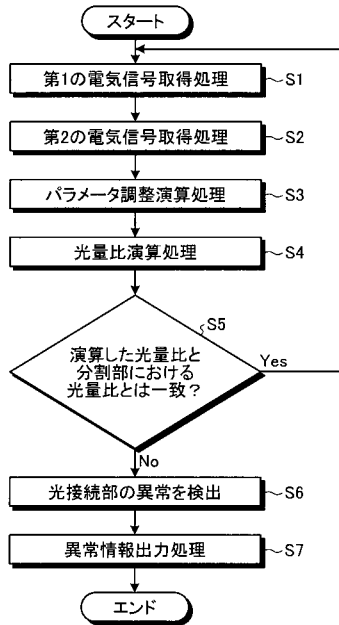 スタート
第1の電気信号取得処理
S1
第2の電気信号取得処理
S2
パラメータ調整演算処理
S3
光量比演算処理
S4
S5
演算した光量比と
分割部における
光量比とは一致？
Yes
No
光接続部の異常を検出
S6
異常情報出力処理
S7
エンド